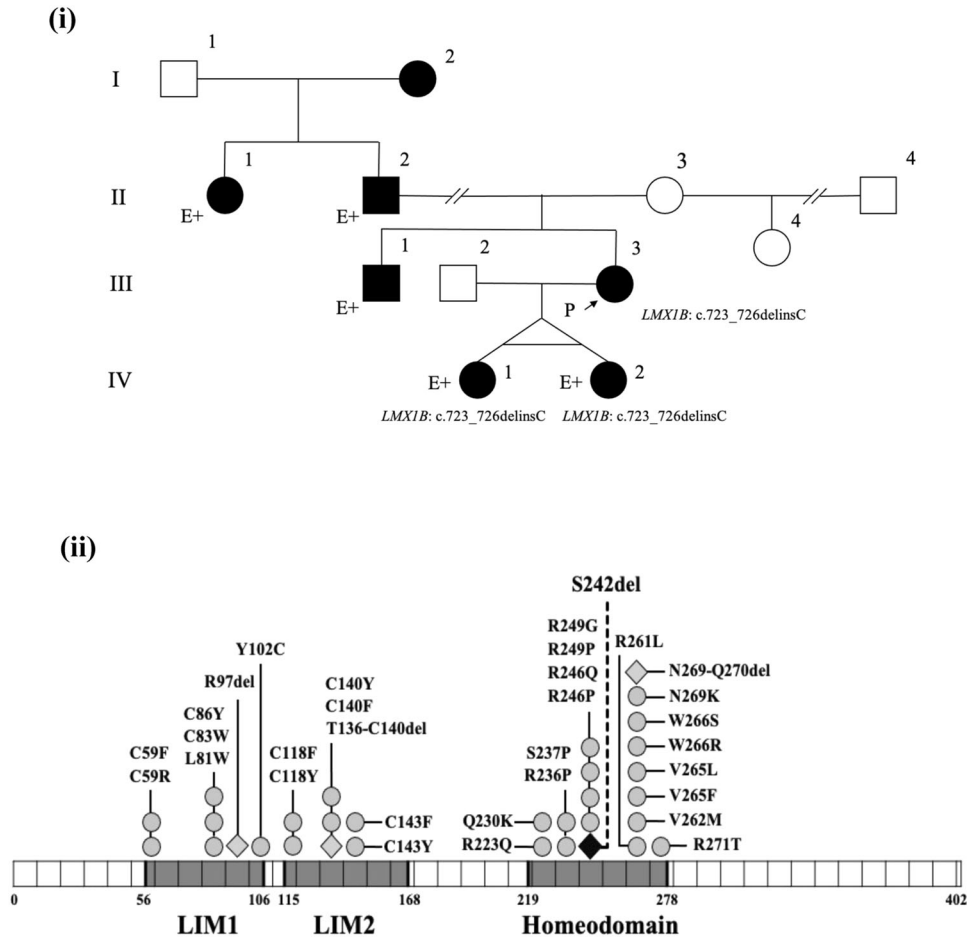 (i)
1
2
I
1
2
3
4
II
E+
E+
4
1
2
3
III
E+
P
LMX1B: c.723_726delinsC
IV
E+
1
E+
2
LMX1B: c.723_726delinsC
LMX1B: c.723_726delinsC
(ii)
S242del
R249G
R249P
R246Q
R246P
R261L
Y102C
R97del
C140Y
C140F
T136-C140del
N269-Q270del
N269K
W266S
W266R
V265L
V265F
V262M
R271T
C86Y
C83W
L81W
C59F
C59R
C118F
C118Y
S237P
R236P
C143F
C143Y
Q230K
R223Q
0
56
106
115
168
219
278
402
LIM1
LIM2
Homeodomain